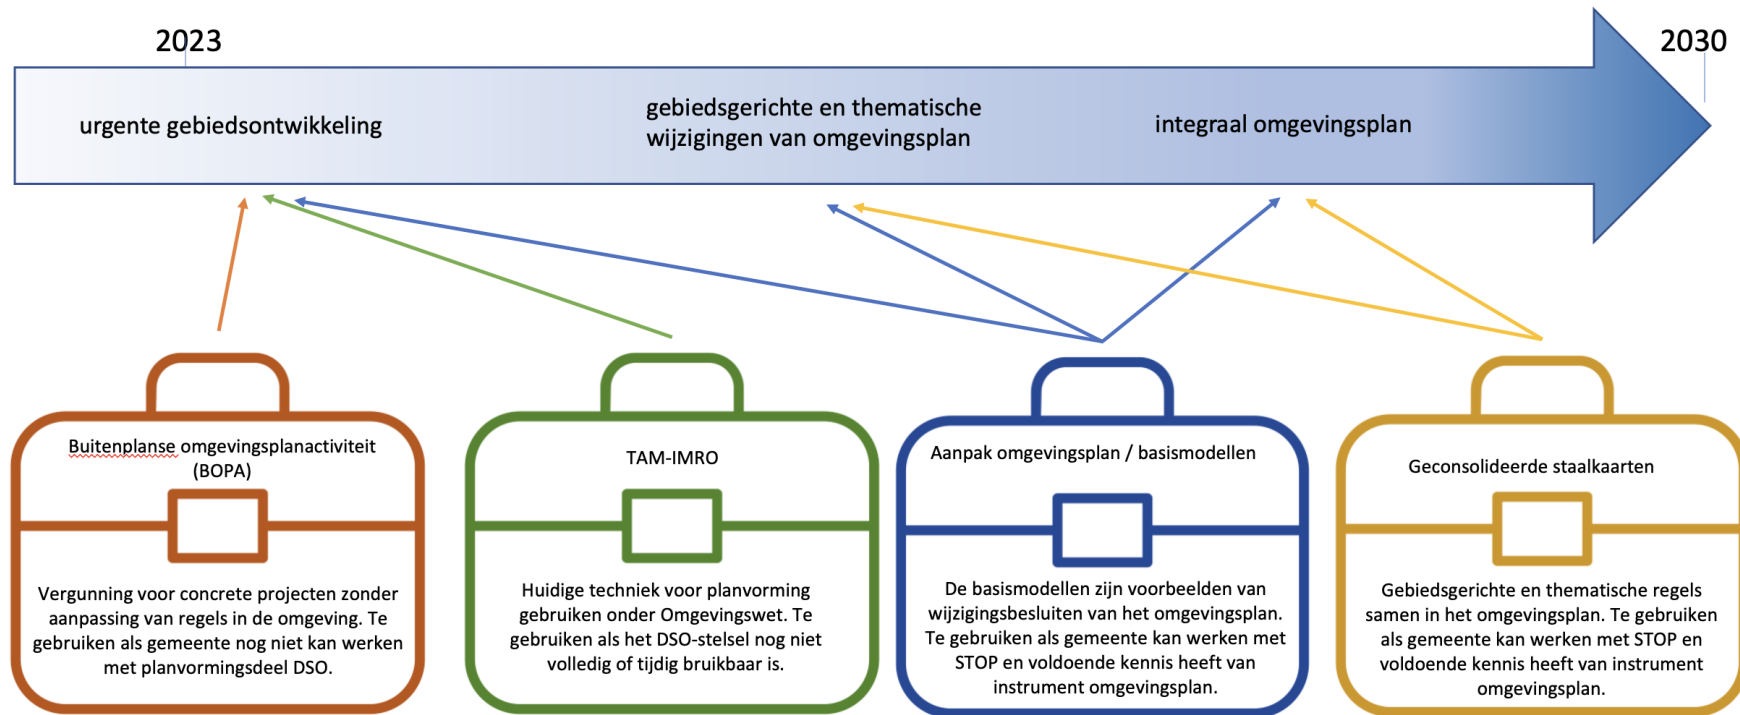 2023
2030
urgente gebiedsontwikkeling
gebiedsgerichte en thematische
wijzigingen van omgevingsplan
integraal omgevingsplan
Buitenplanse omgevingsplanactiviteit
(BOPA)
Vergunning voor concrete projecten zonder
aanpassing van regels in de omgeving. Te
gebruiken als gemeente nog niet kan werken
met planvormingsdeel DSO.
TAM-IMRO
Huidige techniek voor planvorming
gebruiken onder Omgevingswet. Te
gebruiken als het DSO-stelsel nog niet
volledig of tijdig bruikbaar is.
Aanpak omgevingsplan / basismodellen
De basismodellen zijn voorbeelden van
wijzigingsbesluiten van het omgevingsplan.
Te gebruiken als gemeente kan werken met
STOP en voldoende kennis heeft van
instrument omgevingsplan.
Geconsolideerde staalkaarten
Gebiedsgerichte en thematische regels
samen in het omgevingsplan. Te gebruiken
als gemeente kan werken met STOP en
voldoende kennis heeft van instrument
omgevingsplan.